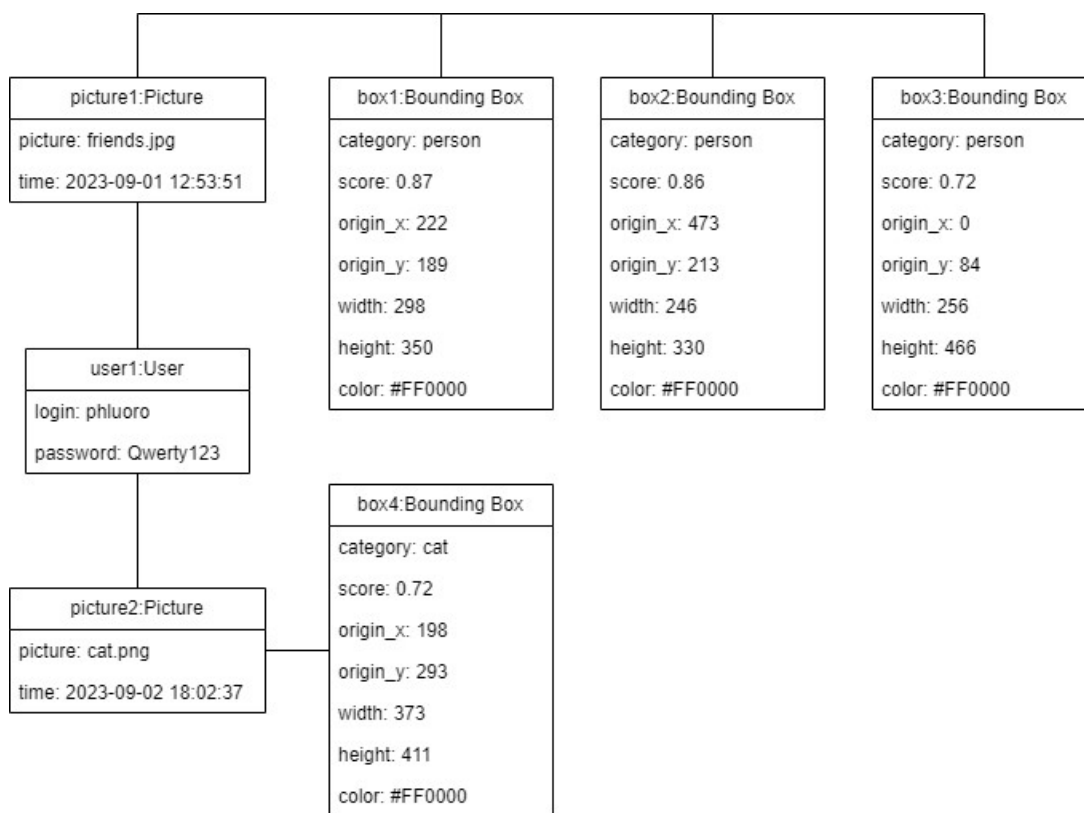 picture1:Picture
picture: friends.jpg
time: 2023-09-01 12:53:51
box1:Bounding Box
category: person
score: 0.87
origin_x: 222
origin_y: 189
width: 298
height: 350
color: #FF0000
box2:Bounding Box
category: person
score: 0.86
origin_x: 473
origin_y: 213
width: 246
height: 330
color: #FF0000
box3:Bounding Box
category: person
score: 0.72
origin_x: 0
origin_y: 84
width: 256
height: 466
color: #FF0000
user1:User
login: phluoro
password: Qwerty123
picture2:Picture
picture: cat.png
time: 2023-09-02 18:02:37
box4:Bounding Box
category: cat
score: 0.72
origin_x: 198
origin_y: 293
width: 373
height: 411
color: #FF0000